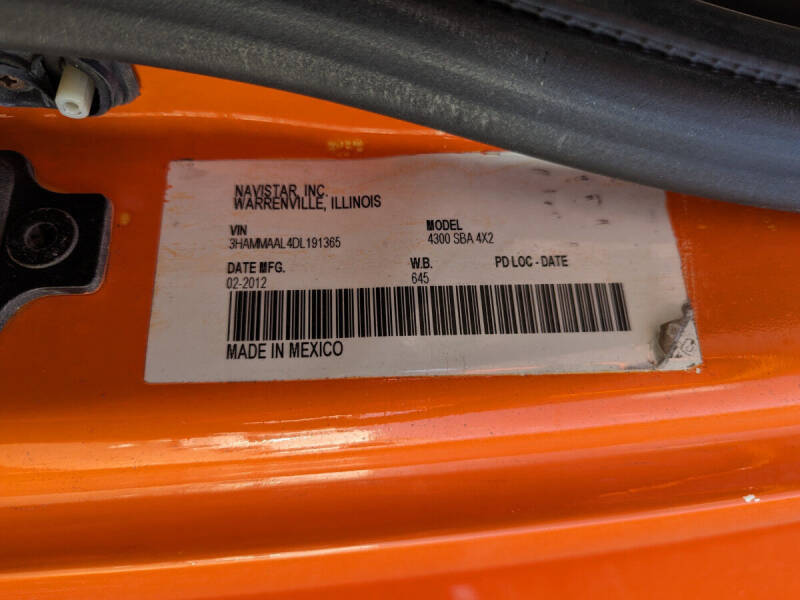 NAVISTAR, INC.
WARRENVILLE, ILLINOIS
VIN MODEL
3HAMMAAL4DL191365 4300 SBA 4X2
DATE MFG. W.B. PD LOC - DATE
02-2012 645
MADE IN MEXICO